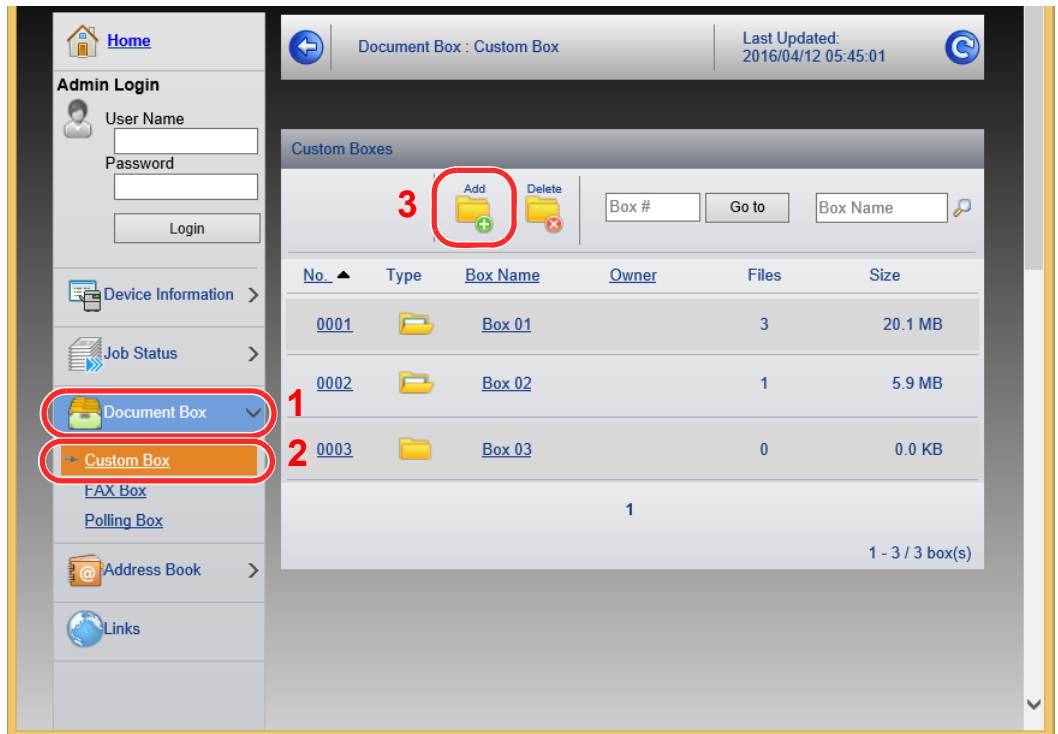 Home
Admin Login
User Name
Password
Login
Device Information
Job Status
Document Box
1
Custom Box
2
FAX Box
Polling Box
Address Book
Links
Document Box : Custom Box
Last Updated:
2016/04/12 05:45:01
Custom Boxes
3 Add Delete Box # Go to Box Name
No. Type Box Name Owner Files Size
0001 Box 01 3 20.1 MB
0002 Box 02 1 5.9 MB
0003 Box 03 0 0.0 KB
1
1 - 3 / 3 box(s)